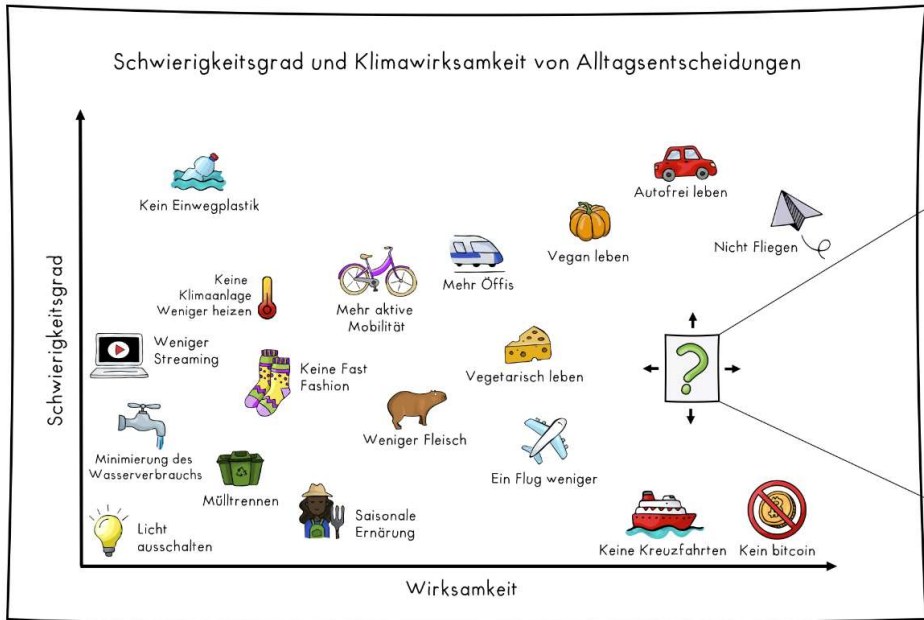 Schwierigkeitsgrad und Klimawirksamkeit von Alltagsentscheidungen
Schwierigkeitsgrad
Kein Einwegplastik
Autofrei leben
Vegan leben
Nicht Fliegen
Keine
Klimaanlage
Weniger heizen
Mehr aktive
Mobilität
Mehr Öffis
Weniger
Streaming
Keine Fast
Fashion
Vegetarisch leben
?
Weniger Fleisch
Minimierung des
Wasserverbrauchs
Mülltrennen
Ein Flug weniger
Licht
ausschalten
Saisonale
Ernärung
Keine Kreuzfahrten
Kein bitcoin
Wirksamkeit